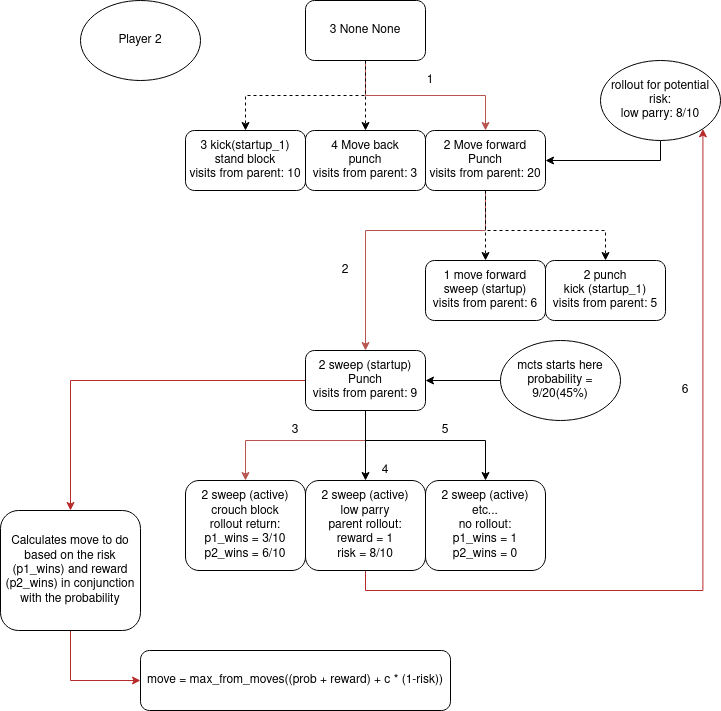 Player 2
3 None None
1
rollout for potential
risk:
low parry: 8/10
3 kick(startup_1)
stand block
visits from parent: 10
4 Move back
punch
visits from parent: 3
2 Move forward
Punch
visits from parent: 20
2
1 move forward
sweep (startup)
visits from parent: 6
2 punch
kick (startup_1)
visits from parent: 5
2 sweep (startup)
Punch
visits from parent: 9
mcts starts here
probability =
9/20(45%)
6
3
5
4
2 sweep (active)
crouch block
rollout return:
p1_wins = 3/10
p2_wins = 6/10
2 sweep (active)
low parry
parent rollout:
reward = 1
risk = 8/10
2 sweep (active)
etc...
no rollout:
p1_wins = 1
p2_wins = 0
Calculates move to do
based on the risk
(p1_wins) and reward
(p2_wins) in conjunction
with the probability
move = max_from_moves((prob + reward) + c * (1-risk))